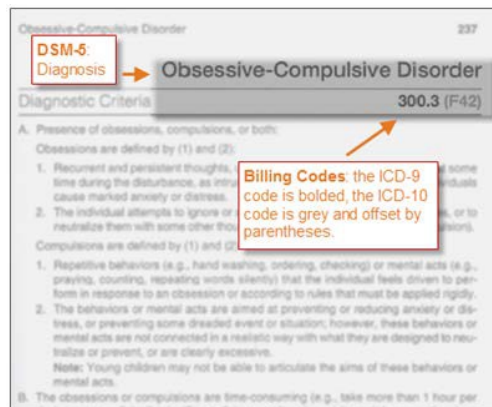 Obsessive-Compulsive Disorder 237
DSM-5:
Diagnosis
Obsessive-Compulsive Disorder
Diagnostic Criteria 300.3 (F42)
A. Presence of obsessions, compulsions, or both:
Obsessions are defined by (1) and (2):
1. Recurrent and persistent thoughts, at some
time during the disturbance, as
cause marked anxiety or distress.
2. The individual attempts to ignore or or to
neutralize them with some other
Billing Codes: the ICD-9
code is bolded, the ICD-10
code is grey and offset by
parentheses.
Compulsions are defined by (1) and (2)
1. Repetitive behaviors (e.g., hand washing, ordering, checking) or mental acts (e.g.,
praying, counting, repeating words silently) that the individual feels driven to per-
form in response to an obsession or according to rules that must be applied rigidly.
2. The behaviors or mental acts are aimed at preventing or reducing anxiety or dis-
tress, or preventing some dreaded event or situation; however, these behaviors or
mental acts are not connected in a realistic way with what they are designed to neu-
tralize or prevent, or are clearly excessive.
Note: Young children may not be able to articulate the aims of these behaviors or
mental acts.
B. The obsessions or compulsions are time-consuming (e.g., take more than 1 hour per